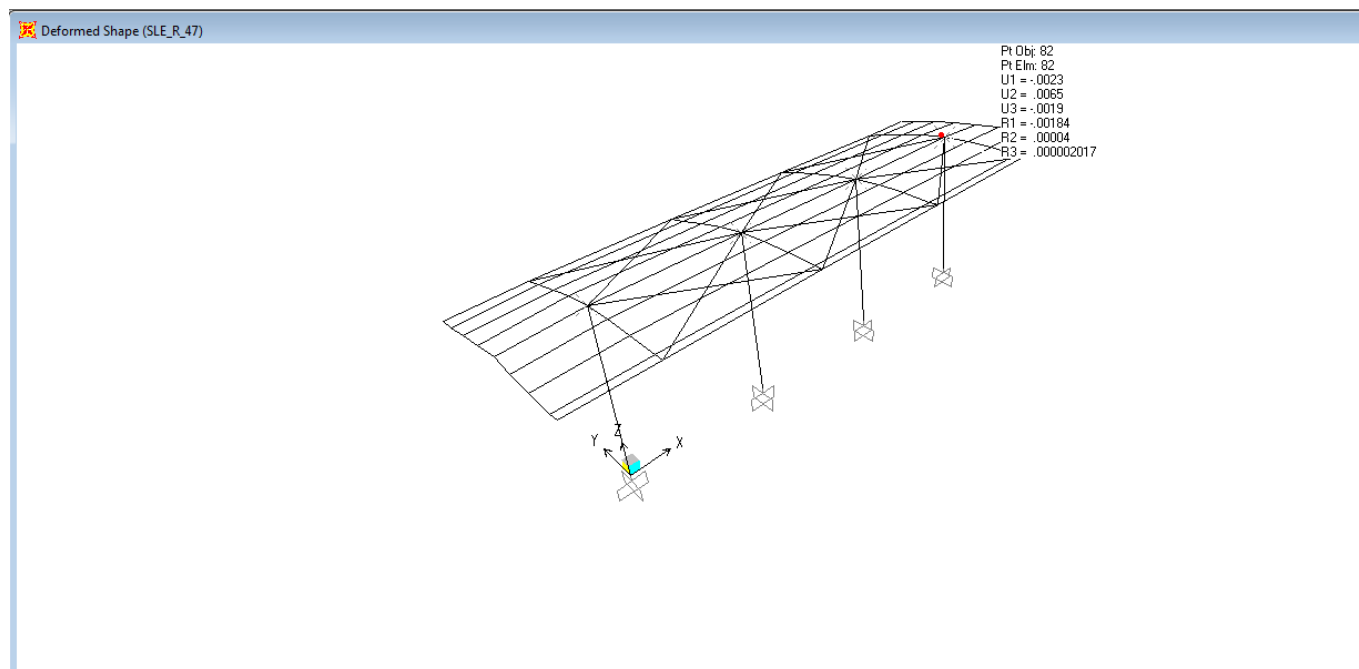 Deformed Shape (SLE_R_47)
Pt Obj: 82
Pt Elm: 82
U1 = -.0023
U2 = .0065
U3 = -.0019
R1 = -.00184
R2 = .00004
R3 = .000002017
Z
Y
X